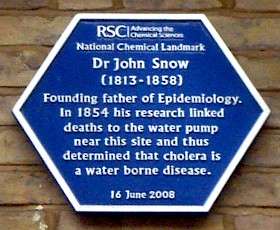 RSC | Advancing the
Chemical Sciences
National Chemical Landmark
Dr John Snow
(1813-1858)
Founding father of Epidemiology.
In 1854 his research linked
deaths to the water pump
near this site and thus
determined that cholera is
a water borne disease.
16 June 2008